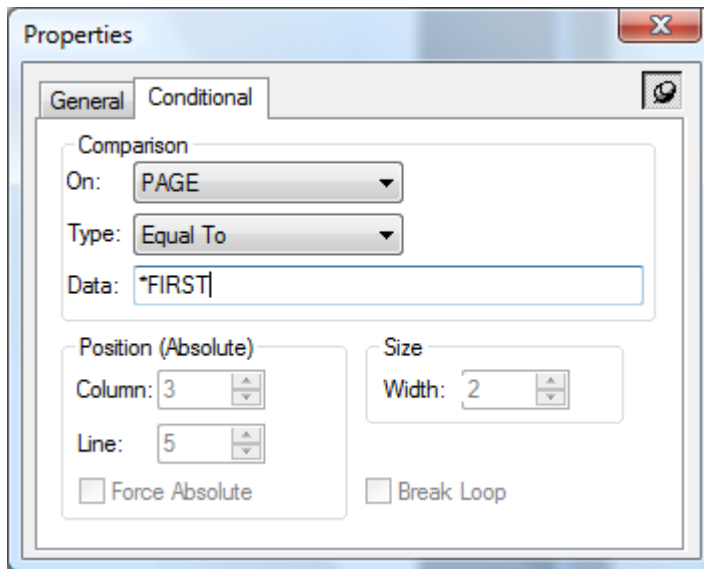 Properties
General Conditional
Comparison
On: PAGE
Type: Equal To
Data: *FIRST
Position (Absolute) Size
Column: 3 Width: 2
Line: 5
Force Absolute Break Loop